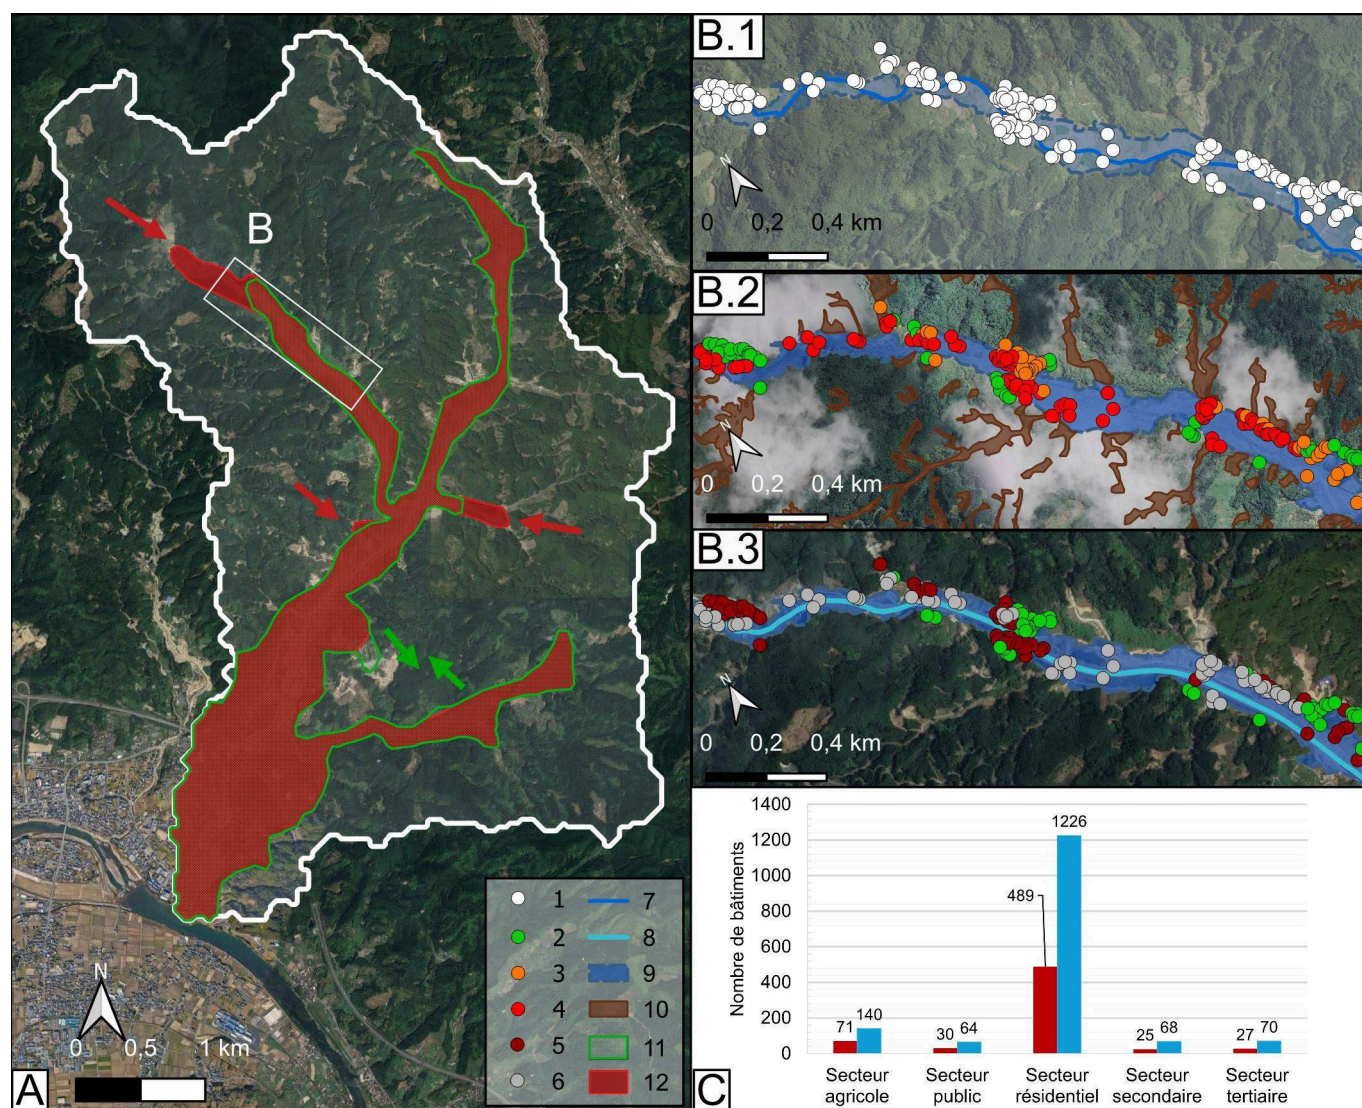 B
N
0 0,5 1 km
A
1 7
2 8
3 9
4 10
5 11
6 12
B.1
N
0 0,2 0,4 km
B.2
N
0 0,2 0,4 km
B.3
N
0 0,2 0,4 km
Nombre de bâtiments
1400
1200
1000
800
600
400
200
0
71 140
30 64
489 1226
25 68
27 70
Secteur
agricole
Secteur
public
Secteur
résidentiel
Secteur
secondaire
Secteur
tertiaire
C